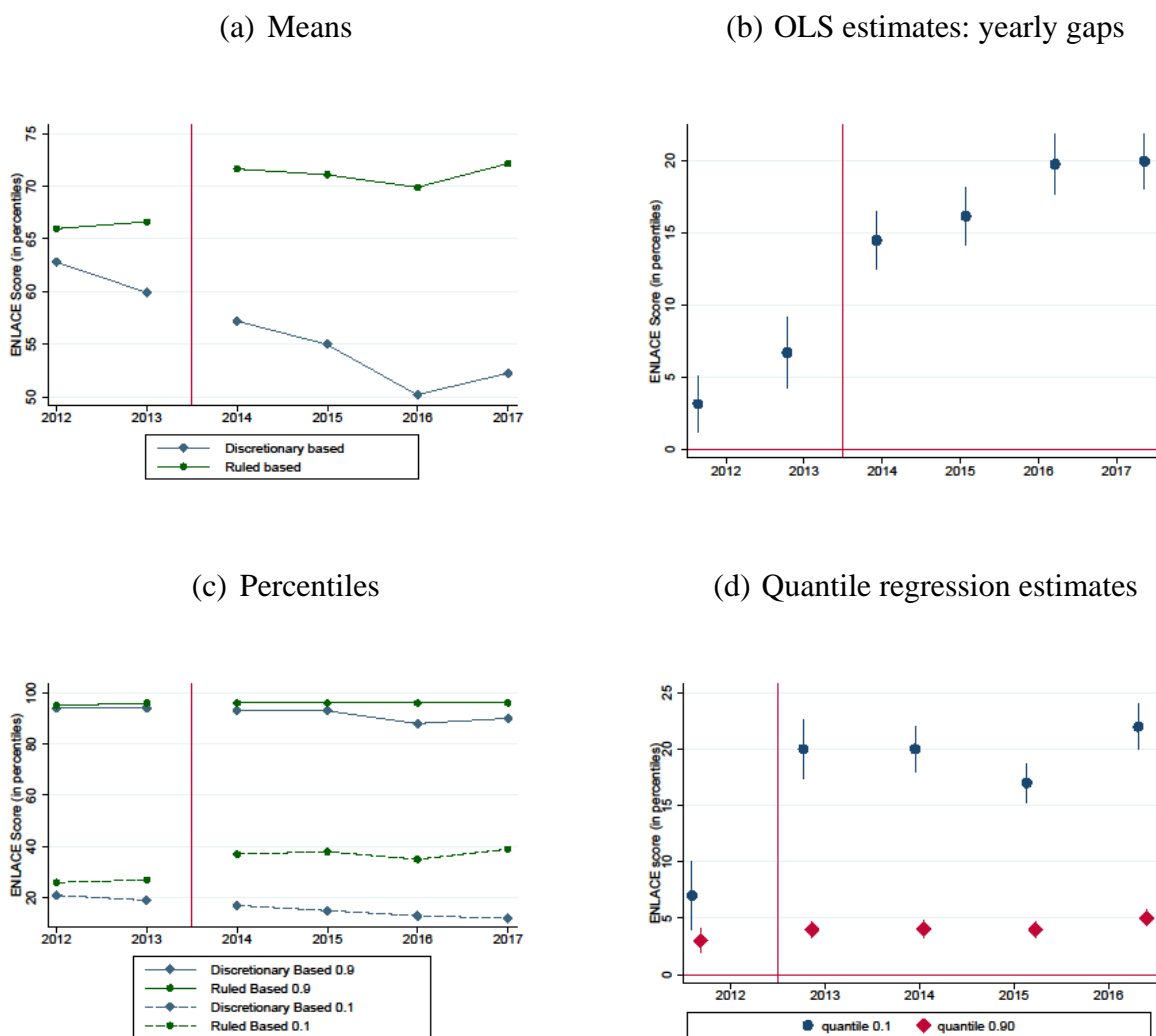 (a) Means
ENLACE Score (in percentiles)
75
70
65
60
55
50
2012 2013 2014 2015 2016 2017
Discretionary based
Ruled based
(b) OLS estimates: yearly gaps
ENLACE Score (in percentiles)
20
15
10
5
0
2012 2013 2014 2015 2016 2017
(c) Percentiles
ENLACE Score (in percentiles)
100
80
60
40
20
2012 2013 2014 2015 2016 2017
Discretionary Based 0.9
Ruled Based 0.9
Discretionary Based 0.1
Ruled Based 0.1
(d) Quantile regression estimates
ENLACE score (in percentiles)
25
20
15
10
5
0
2012 2013 2014 2015 2016
quantile 0.1 quantile 0.90